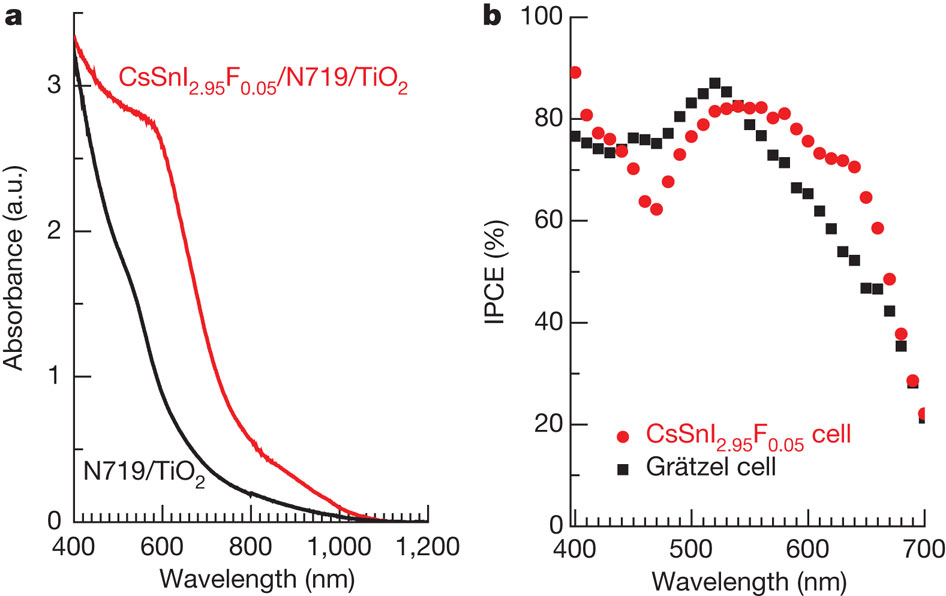 a
Absorbance (a.u.)
3
2
1
0
CsSnI₂.₉₅F₀.₀₅/N719/TiO₂
N719/TiO₂
400 600 800 1,000 1,200
Wavelength (nm)
b
IPCE (%)
100
80
60
40
20
0
CsSnI₂.₉₅F₀.₀₅ cell
Grätzel cell
400 500 600 700
Wavelength (nm)